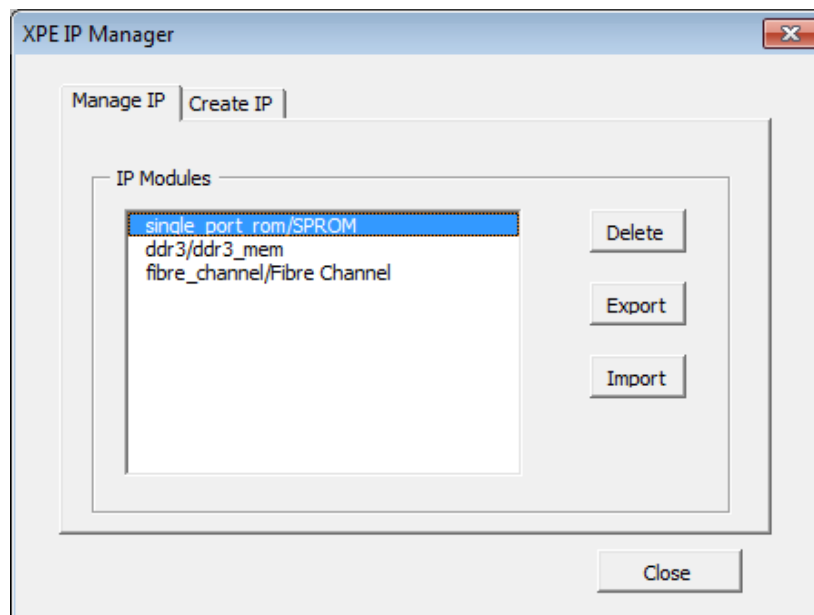 XPE IP Manager
Manage IP
Create IP
IP Modules
single_port_rom/SPROM
ddr3/ddr3_mem
fibre_channel/Fibre Channel
Delete
Export
Import
Close